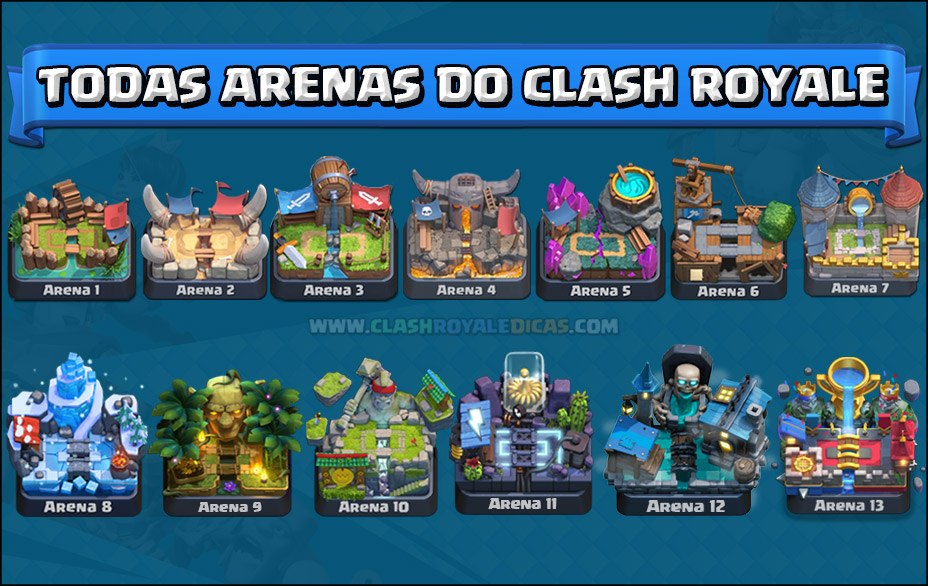 TODAS ARENAS DO CLASH ROYALE
Arena 1
Arena 2
Arena 3
Arena 4
Arena 5
Arena 6
Arena 7
WWW.CLASHROYALEDICAS.COM
Arena 8
Arena 9
Arena 10
Arena 11
Arena 12
Arena 13